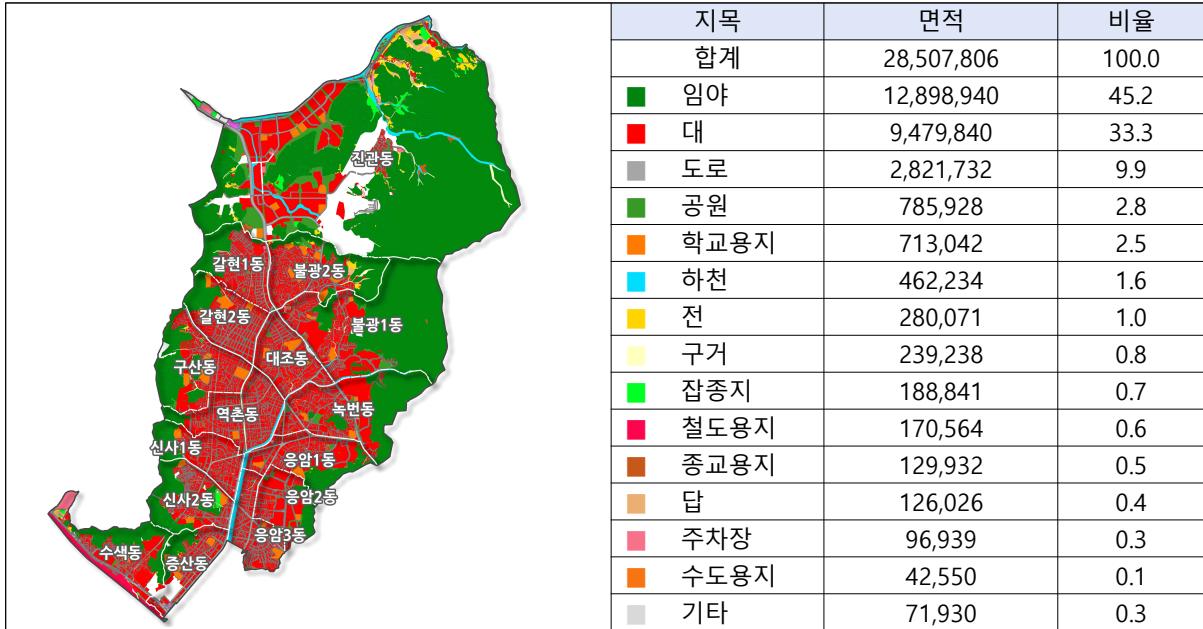 진관동
갈현1동
불광2동
갈현2동
불광1동
대조동
구산동
역촌동
녹번동
신사1동
응암1동
신사2동
응암2동
응암3동
수색동
증산동
지목 면적 비율
합계 28,507,806 100.0
임야 12,898,940 45.2
대 9,479,840 33.3
도로 2,821,732 9.9
공원 785,928 2.8
학교용지 713,042 2.5
하천 462,234 1.6
전 280,071 1.0
구거 239,238 0.8
잡종지 188,841 0.7
철도용지 170,564 0.6
종교용지 129,932 0.5
답 126,026 0.4
주차장 96,939 0.3
수도용지 42,550 0.1
기타 71,930 0.3